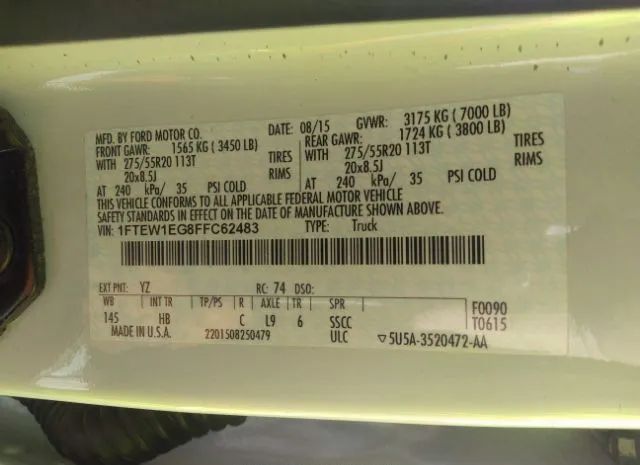 MFD. BY FORD MOTOR CO. DATE: 08/15 GVWR: 3175 KG ( 7000 LB)
FRONT GAWR: 1565 KG ( 3450 LB) REAR GAWR: 1724 KG ( 3800 LB)
WITH 275/55R20 113T TIRES WITH 275/55R20 113T TIRES
20x8.5J RIMS 20x8.5J RIMS
AT 240 kPa/ 35 PSI COLD AT 240 kPa/ 35 PSI COLD
THIS VEHICLE CONFORMS TO ALL APPLICABLE FEDERAL MOTOR VEHICLE
SAFETY STANDARDS IN EFFECT ON THE DATE OF MANUFACTURE SHOWN ABOVE.
VIN: 1FTEW1EG8FFC62483 TYPE: Truck
EXT PNT: YZ RC: 74 DSO:
WB INT TR TP/PS R AXLE TR SPR F0090
145 HB C L9 6 SSCC T0615
MADE IN U.S.A. 2201508250479 ULC ▽5U5A-3520472-AA